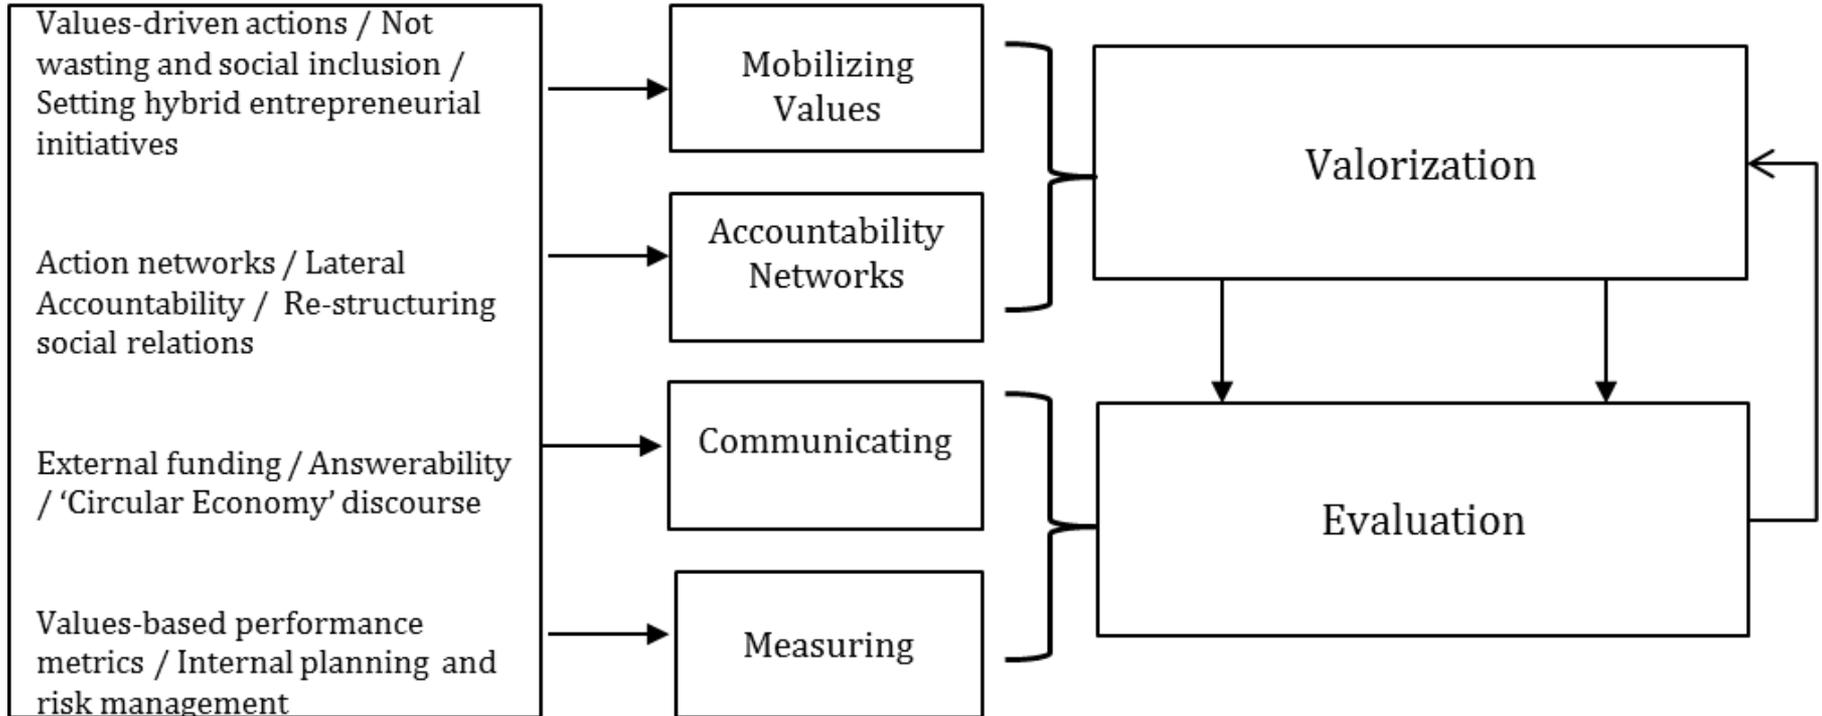 Values-driven actions / Not
wasting and social inclusion /
Setting hybrid entrepreneurial
initiatives
Action networks / Lateral
Accountability / Re-structuring
social relations
External funding / Answerability
/ ‘Circular Economy’ discourse
Values-based performance
metrics / Internal planning and
risk management
Mobilizing
Values
Accountability
Networks
Communicating
Measuring
Valorization
Evaluation